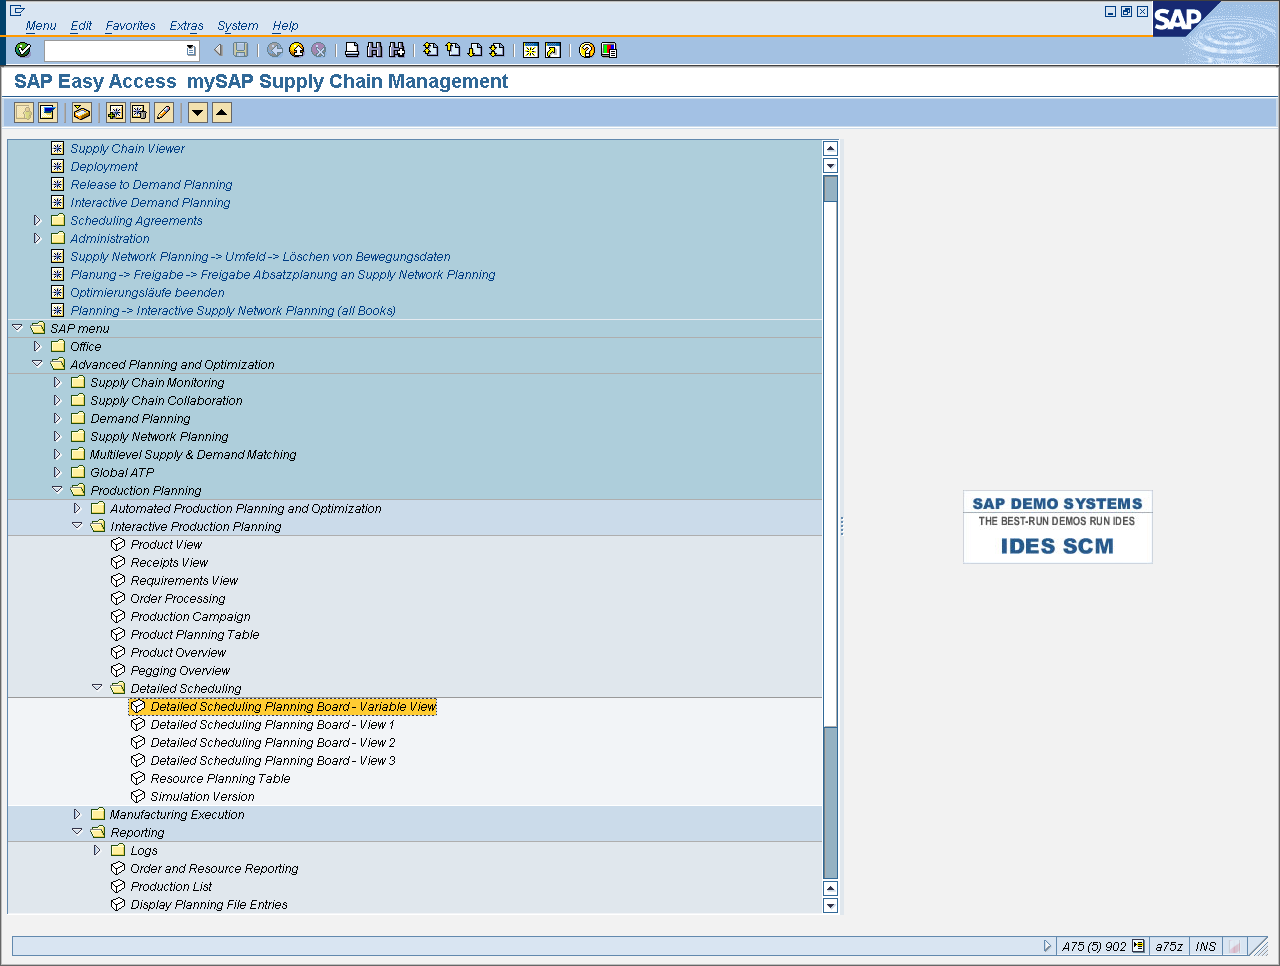 Menu Edit Favorites Extras System Help
SAP
SAP Easy Access mySAP Supply Chain Management
Supply Chain Viewer
Deployment
Release to Demand Planning
Interactive Demand Planning
Scheduling Agreements
Administration
Supply Network Planning -> Umfeld -> Löschen von Bewegungsdaten
Planung -> Freigabe -> Freigabe Absatzplanung an Supply Network Planning
Optimierungsläufe beenden
Planning -> Interactive Supply Network Planning (all Books)
SAP menu
Office
Advanced Planning and Optimization
Supply Chain Monitoring
Supply Chain Collaboration
Demand Planning
Supply Network Planning
Multilevel Supply & Demand Matching
Global ATP
Production Planning
Automated Production Planning and Optimization
Interactive Production Planning
Product View
Receipts View
Requirements View
Order Processing
Production Campaign
Product Planning Table
Product Overview
Pegging Overview
Detailed Scheduling
Detailed Scheduling Planning Board - Variable View
Detailed Scheduling Planning Board - View 1
Detailed Scheduling Planning Board - View 2
Detailed Scheduling Planning Board - View 3
Resource Planning Table
Simulation Version
Manufacturing Execution
Reporting
Logs
Order and Resource Reporting
Production List
Display Planning File Entries
SAP DEMO SYSTEMS
THE BEST-RUN DEMOS RUN IDES
IDES SCM
A75 (5) 902 a75z INS